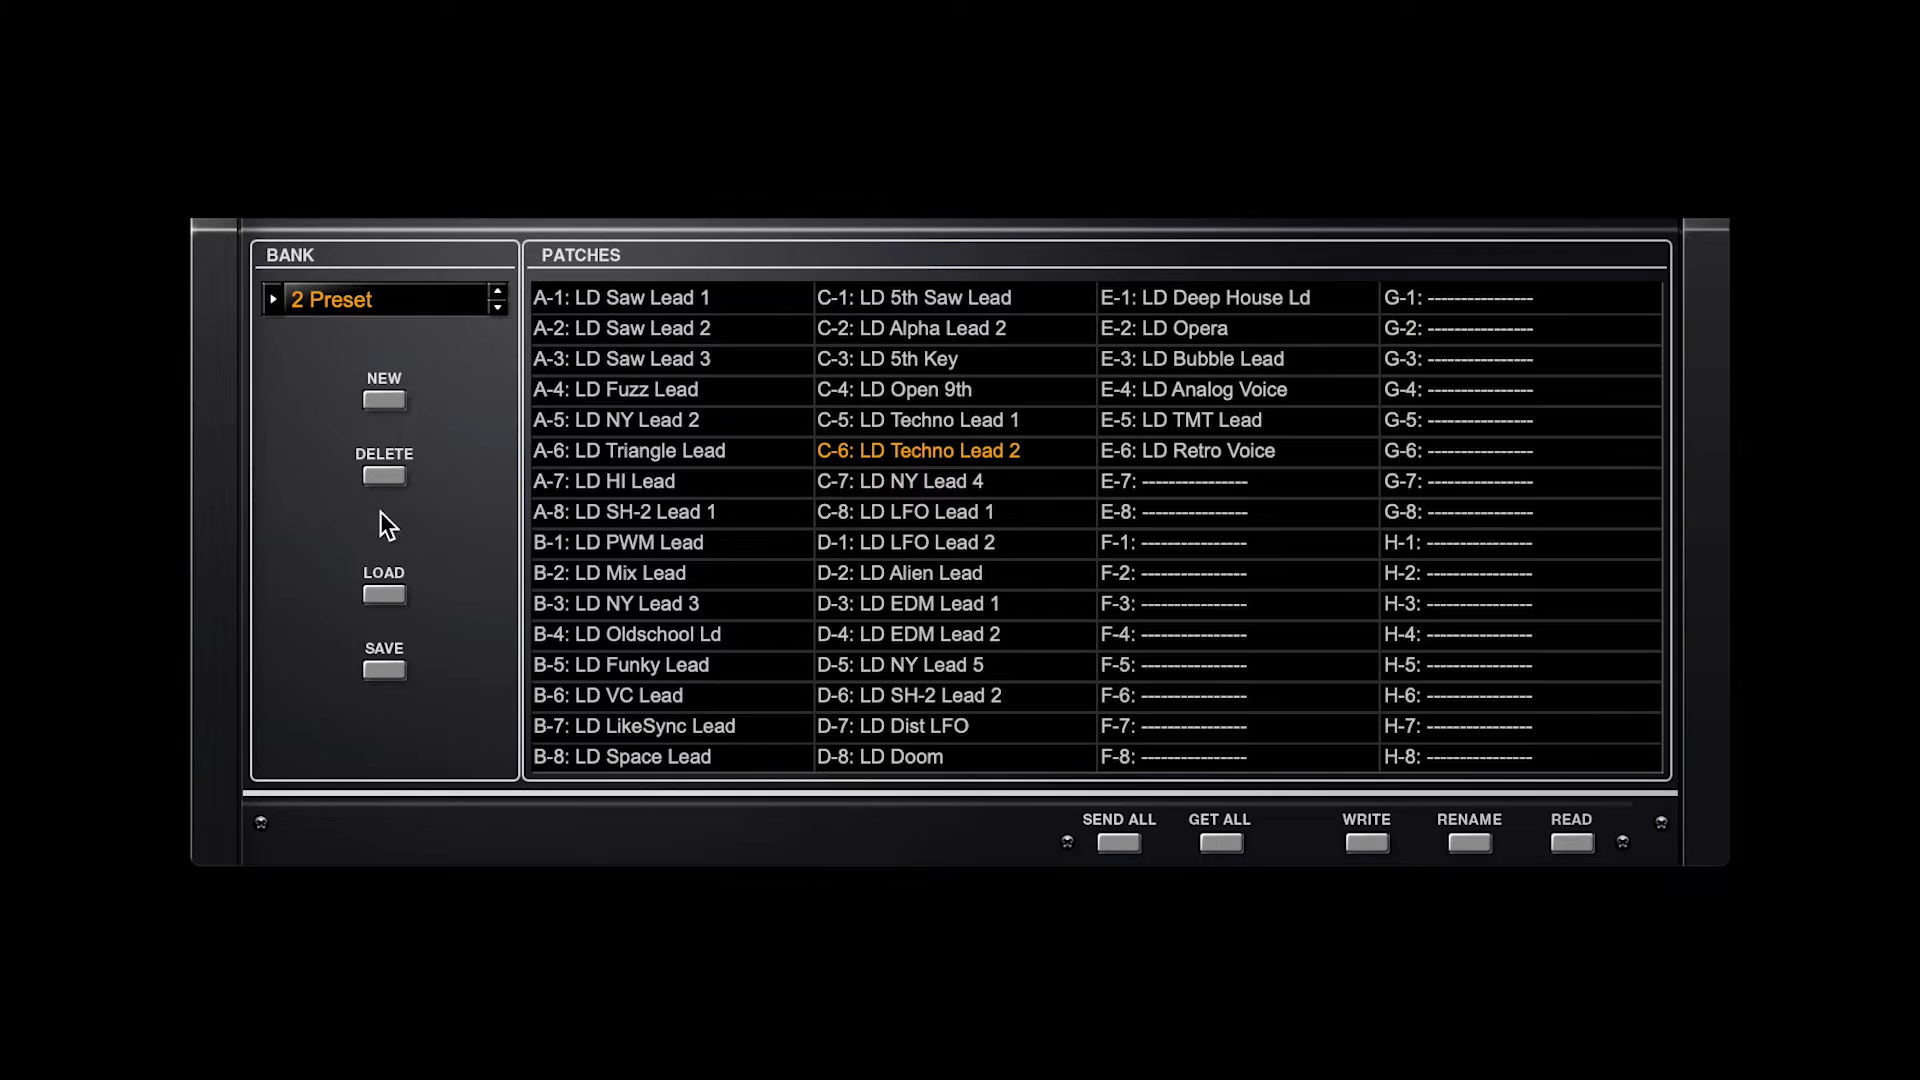 BANK
2 Preset
NEW
DELETE
LOAD
SAVE
PATCHES
A-1: LD Saw Lead 1
A-2: LD Saw Lead 2
A-3: LD Saw Lead 3
A-4: LD Fuzz Lead
A-5: LD NY Lead 2
A-6: LD Triangle Lead
A-7: LD HI Lead
A-8: LD SH-2 Lead 1
B-1: LD PWM Lead
B-2: LD Mix Lead
B-3: LD NY Lead 3
B-4: LD Oldschool Ld
B-5: LD Funky Lead
B-6: LD VC Lead
B-7: LD LikeSync Lead
B-8: LD Space Lead
C-1: LD 5th Saw Lead
C-2: LD Alpha Lead 2
C-3: LD 5th Key
C-4: LD Open 9th
C-5: LD Techno Lead 1
C-6: LD Techno Lead 2
C-7: LD NY Lead 4
C-8: LD LFO Lead 1
D-1: LD LFO Lead 2
D-2: LD Alien Lead
D-3: LD EDM Lead 1
D-4: LD EDM Lead 2
D-5: LD NY Lead 5
D-6: LD SH-2 Lead 2
D-7: LD Dist LFO
D-8: LD Doom
E-1: LD Deep House Ld
E-2: LD Opera
E-3: LD Bubble Lead
E-4: LD Analog Voice
E-5: LD TMT Lead
E-6: LD Retro Voice
E-7: ----------------
E-8: ----------------
F-1: ----------------
F-2: ----------------
F-3: ----------------
F-4: ----------------
F-5: ----------------
F-6: ----------------
F-7: ----------------
F-8: ----------------
G-1: ----------------
G-2: ----------------
G-3: ----------------
G-4: ----------------
G-5: ----------------
G-6: ----------------
G-7: ----------------
G-8: ----------------
H-1: ----------------
H-2: ----------------
H-3: ----------------
H-4: ----------------
H-5: ----------------
H-6: ----------------
H-7: ----------------
H-8: ----------------
SEND ALL
GET ALL
WRITE
RENAME
READ